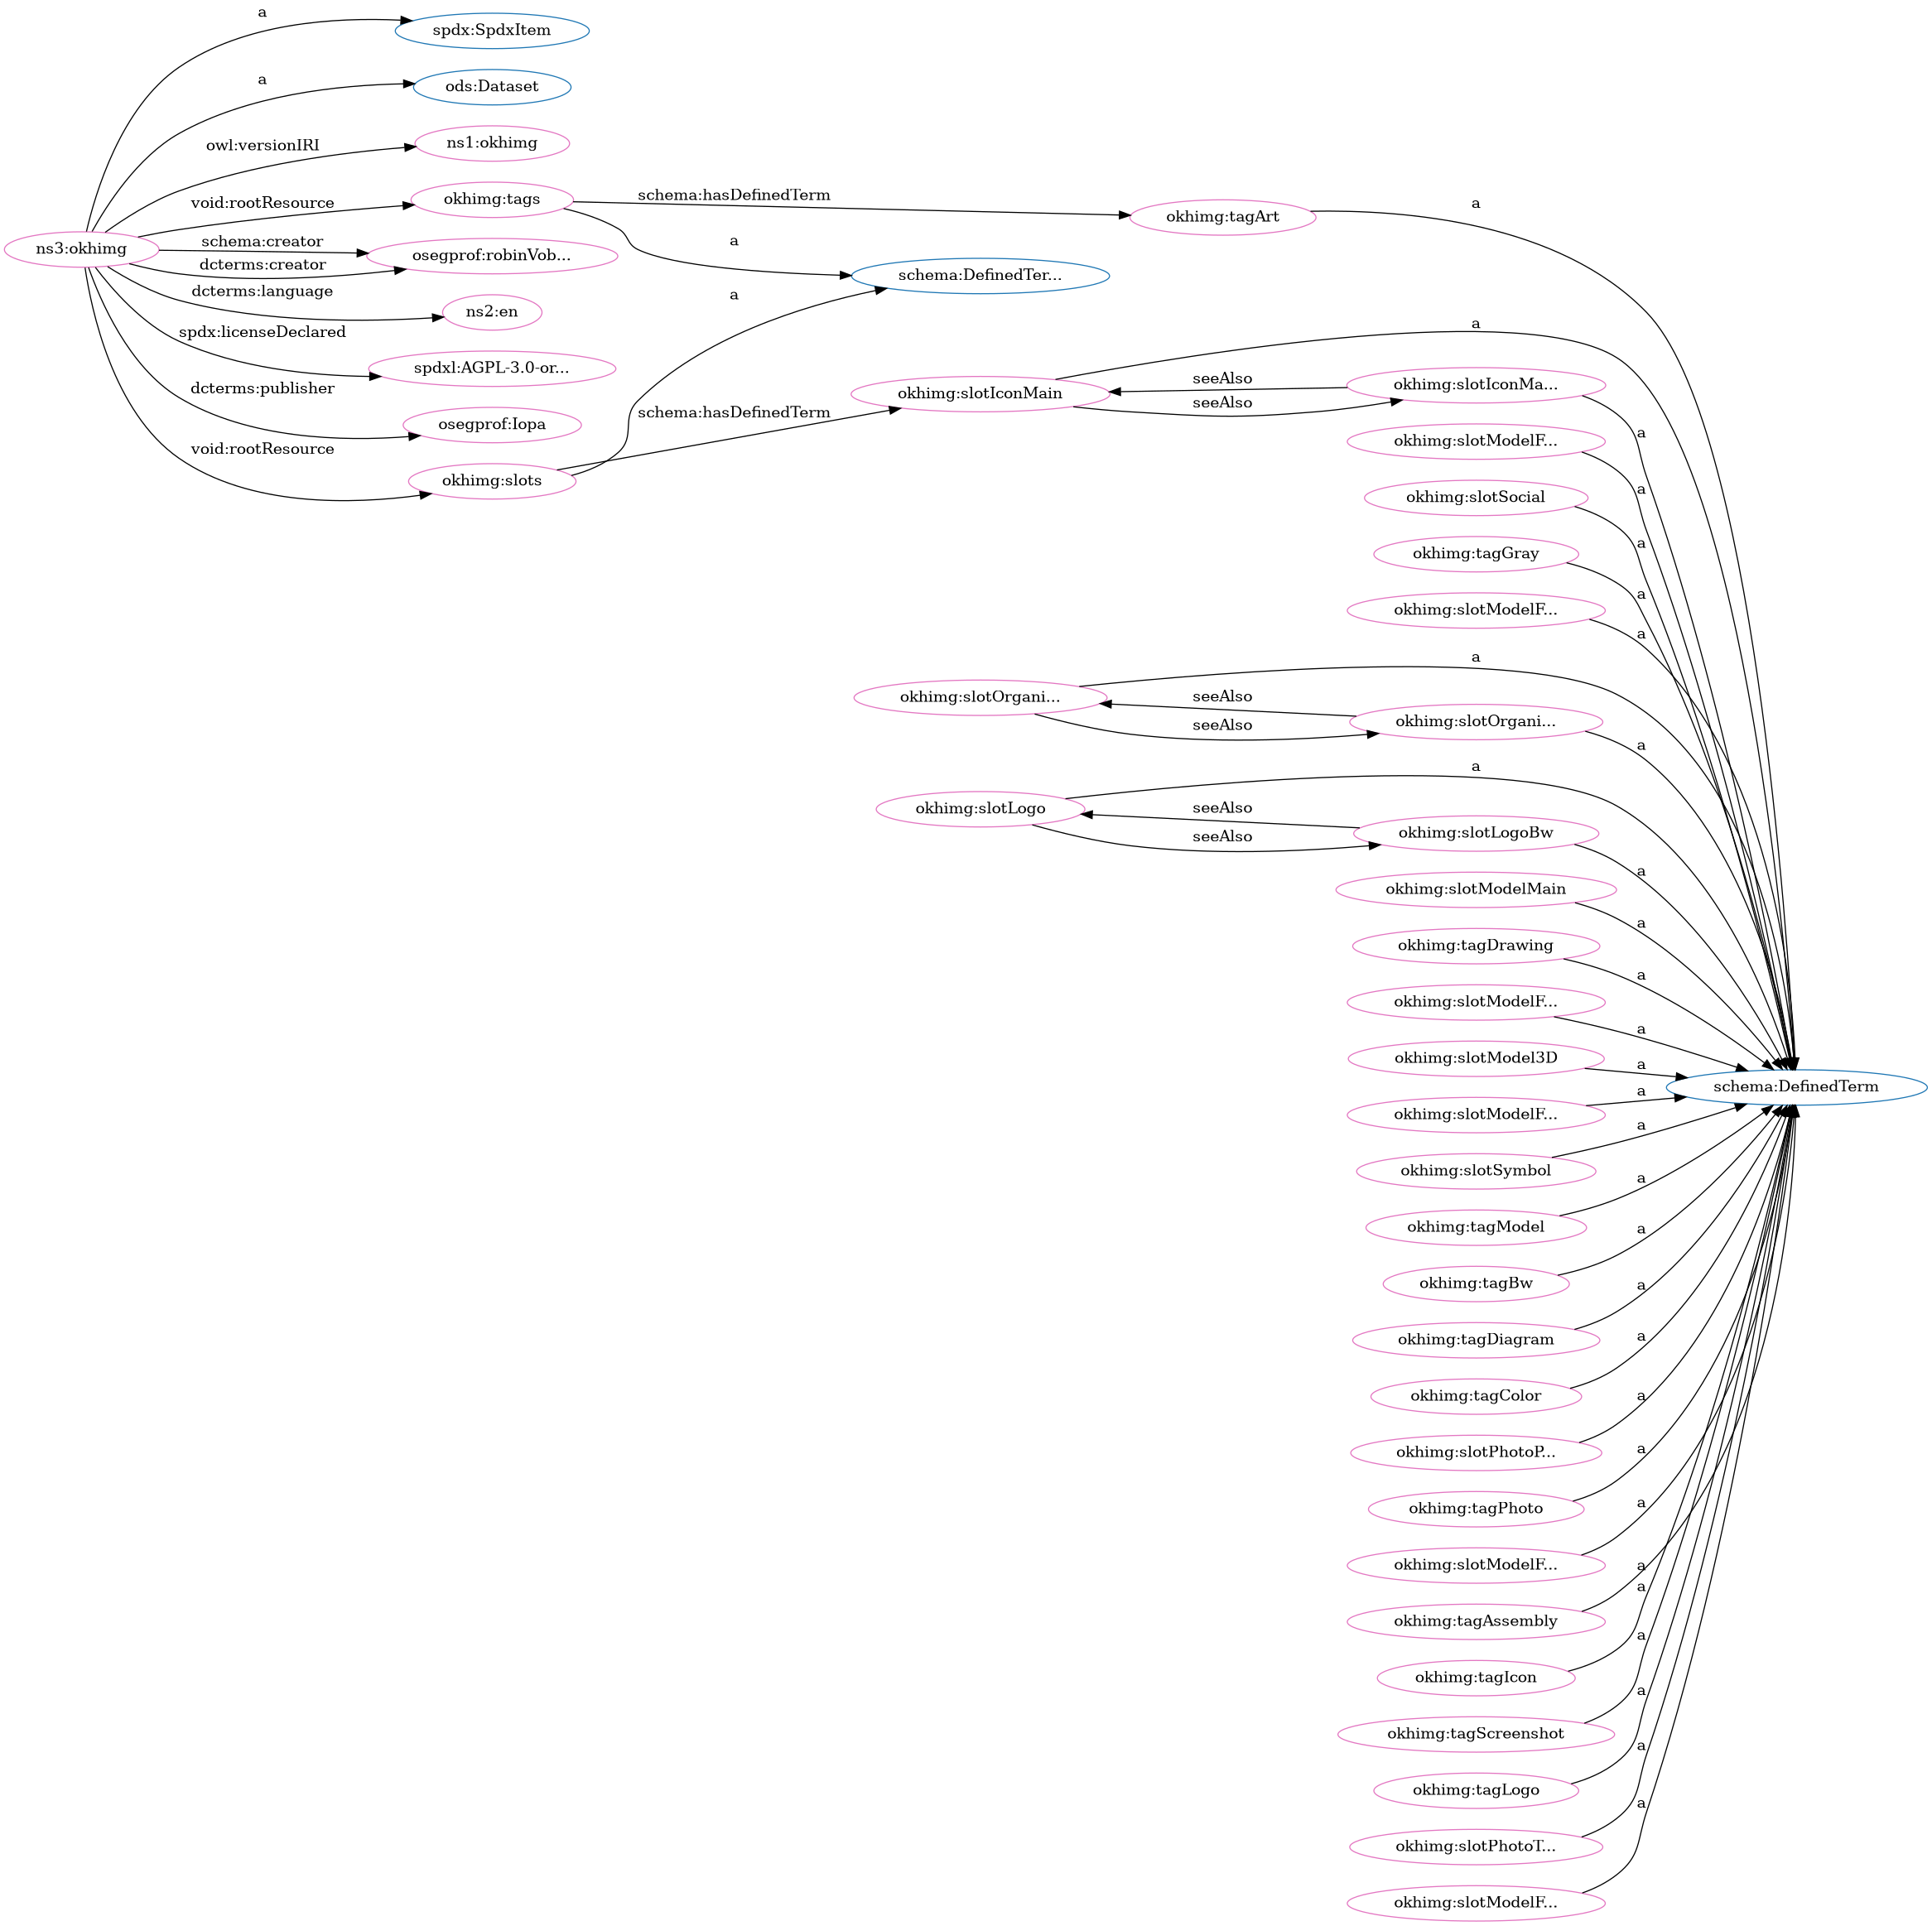 a
spdx:SpdxItem
a
ods:Dataset
owl:versionIRI
ns1:okhimg
void:rootResource
okhimg:tags
schema:hasDefinedTerm
okhimg:tagArt
a
ns3:okhimg
schema:creator
osegprof:robinVob...
dcterms:creator
a
schema:DefinedTer...
dcterms:language
ns2:en
a
spdx:licenseDeclared
spdxl:AGPL-3.0-or...
dcterms:publisher
osegprof:Iopa
void:rootResource
okhimg:slots
schema:hasDefinedTerm
okhimg:slotIconMain
a
seeAlso
seeAlso
okhimg:slotIconMa...
a
okhimg:slotModelF...
a
okhimg:slotSocial
a
okhimg:tagGray
a
okhimg:slotModelF...
a
okhimg:slotOrgani...
a
seeAlso
seeAlso
okhimg:slotOrgani...
a
okhimg:slotLogo
a
seeAlso
seeAlso
okhimg:slotLogoBw
a
okhimg:slotModelMain
a
okhimg:tagDrawing
a
okhimg:slotModelF...
a
okhimg:slotModel3D
a
schema:DefinedTerm
okhimg:slotModelF...
a
okhimg:slotSymbol
a
okhimg:tagModel
a
okhimg:tagBw
a
okhimg:tagDiagram
a
okhimg:tagColor
a
okhimg:slotPhotoP...
a
okhimg:tagPhoto
a
okhimg:slotModelF...
a
okhimg:tagAssembly
a
okhimg:tagIcon
a
okhimg:tagScreenshot
a
okhimg:tagLogo
a
okhimg:slotPhotoT...
a
okhimg:slotModelF...
a